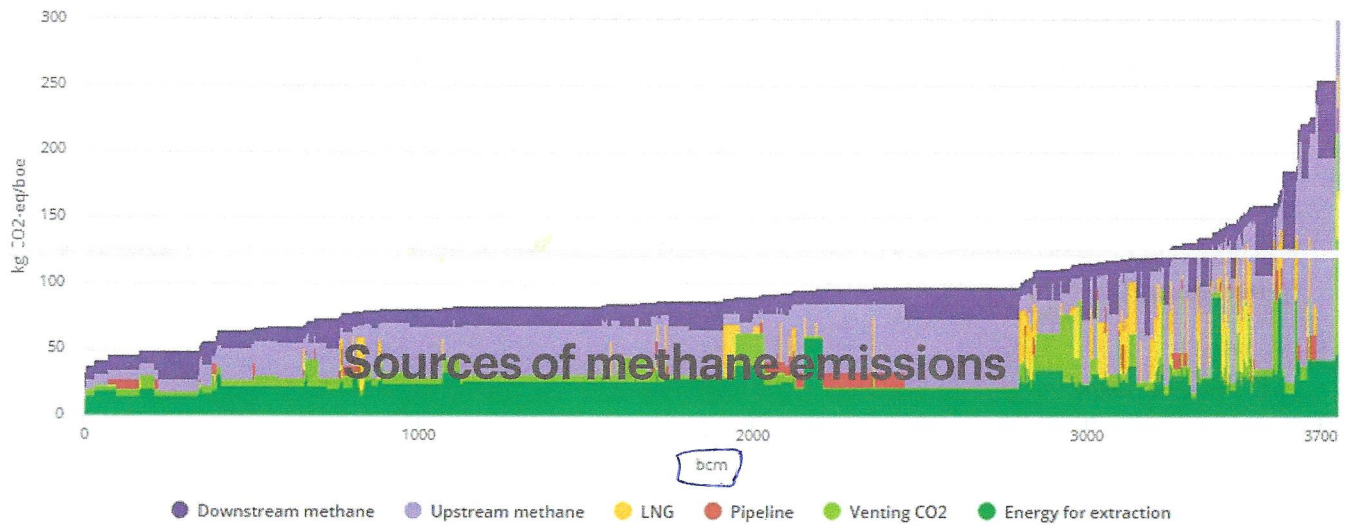 300
250
200
150
100
50
0
kg CO2-eq/boe
Sources of methane emissions
0 1000 2000 3000 3700
bcm
Downstream methane Upstream methane LNG Pipeline Venting CO2 Energy for extraction